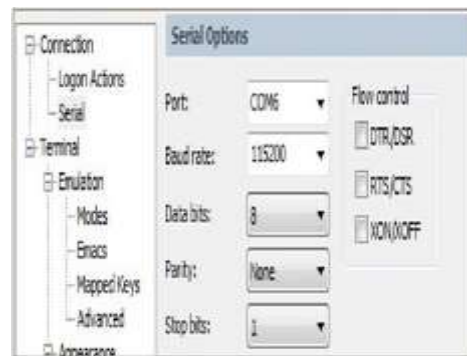 Connection
Logon Actions
Serial
Terminal
Emulation
Modes
Emacs
Mapped Keys
Advanced
Appearance
Serial Options
Port: COM6
Baud rate: 115200
Data bits: 8
Parity: None
Stop bits: 1
Flow control
DTR/DSR
RTS/CTS
XON/XOFF